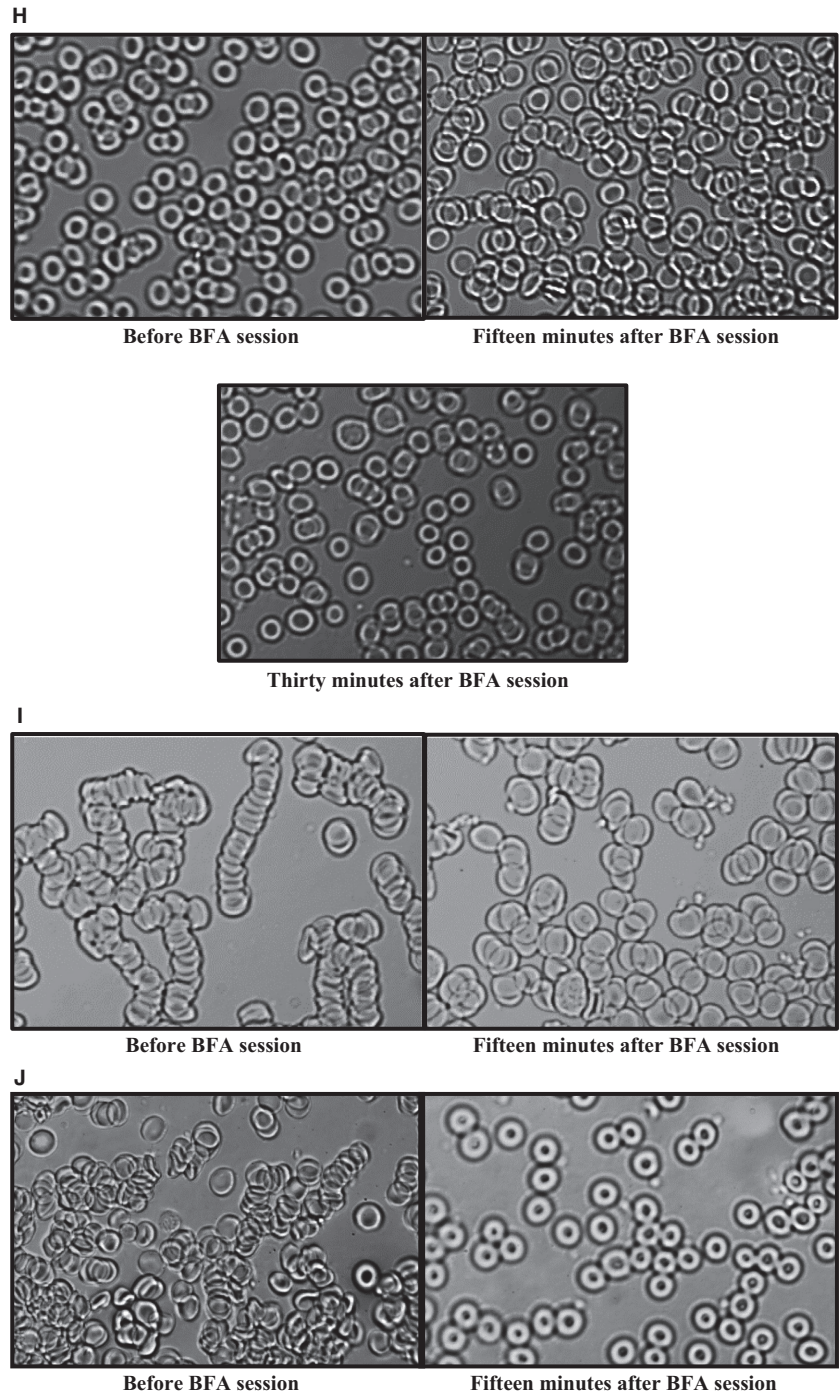 H
Before BFA session
Fifteen minutes after BFA session
Thirty minutes after BFA session
I
Before BFA session
Fifteen minutes after BFA session
J
Before BFA session
Fifteen minutes after BFA session